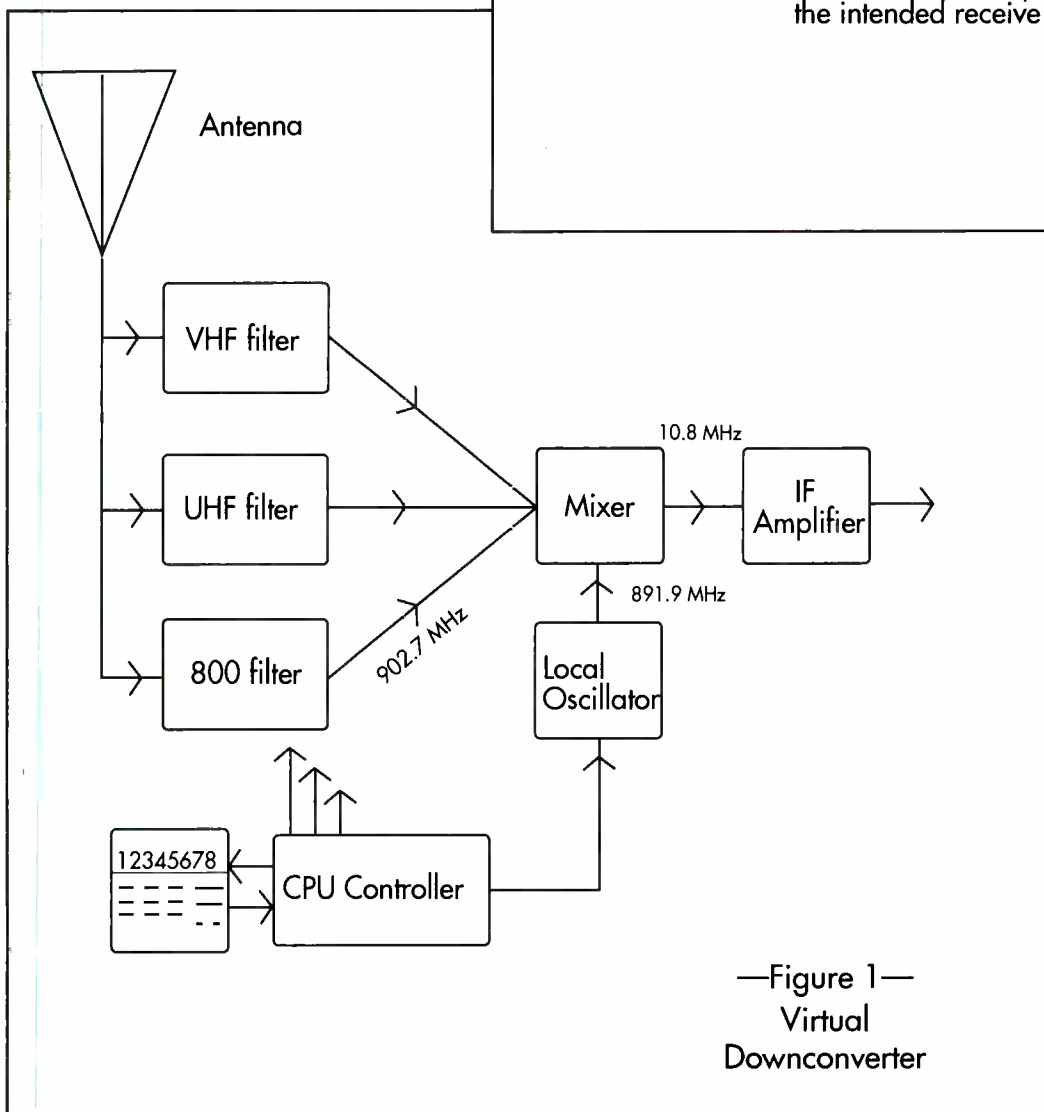 the intended receive
Antenna
VHF filter
10.8 MHz
UHF filter
Mixer
IF
Amplifier
891.9 MHz
902.7 MHz
800 filter
Local
Oscillator
12345678
CPU Controller
—Figure 1—
Virtual
Downconverter